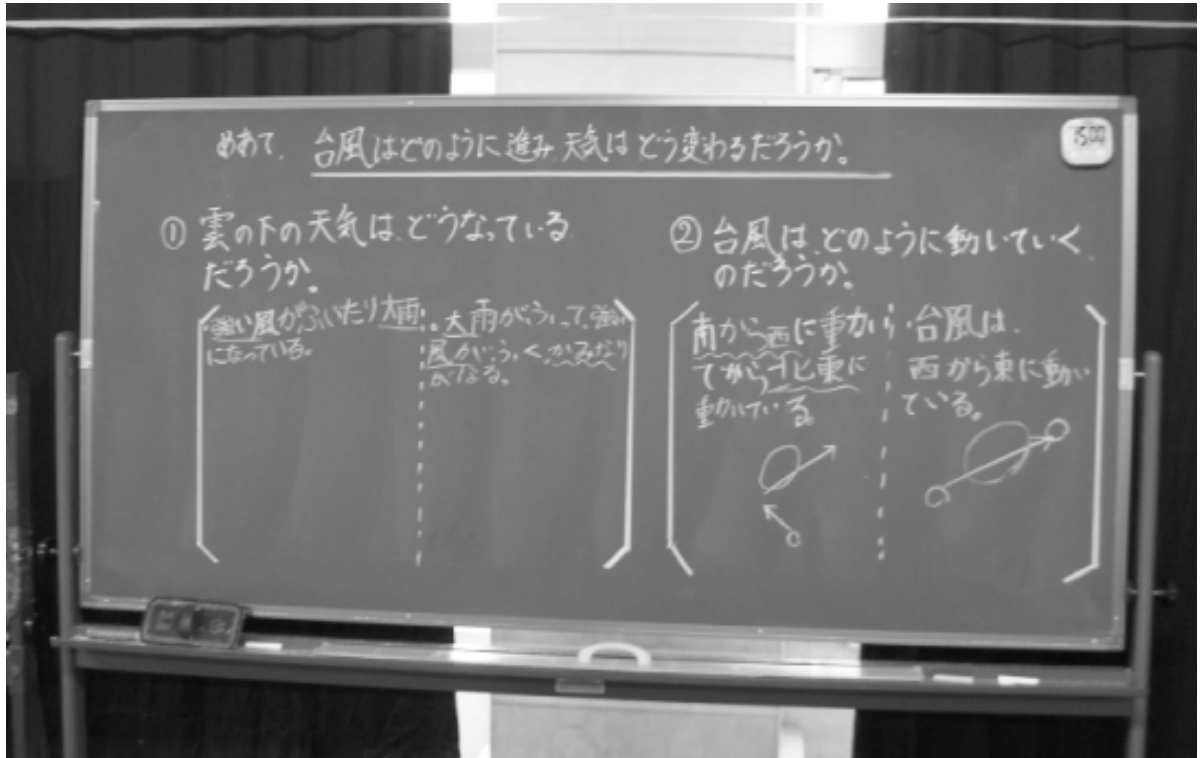 めあて. 台風はどのように進み、天気はどう変わるだろうか。
15:00
① 雲の下の天気は、どうなっている
だろうか。
・強い風がふいたり大雨
になっている。
・大雨がふって、強い
風がふく、かみなり
がなる。
② 台風は、どのように動いていく
のだろうか。
南から西に動い
てから北東に
動いている。
・台風は、
西から東に動い
ている。